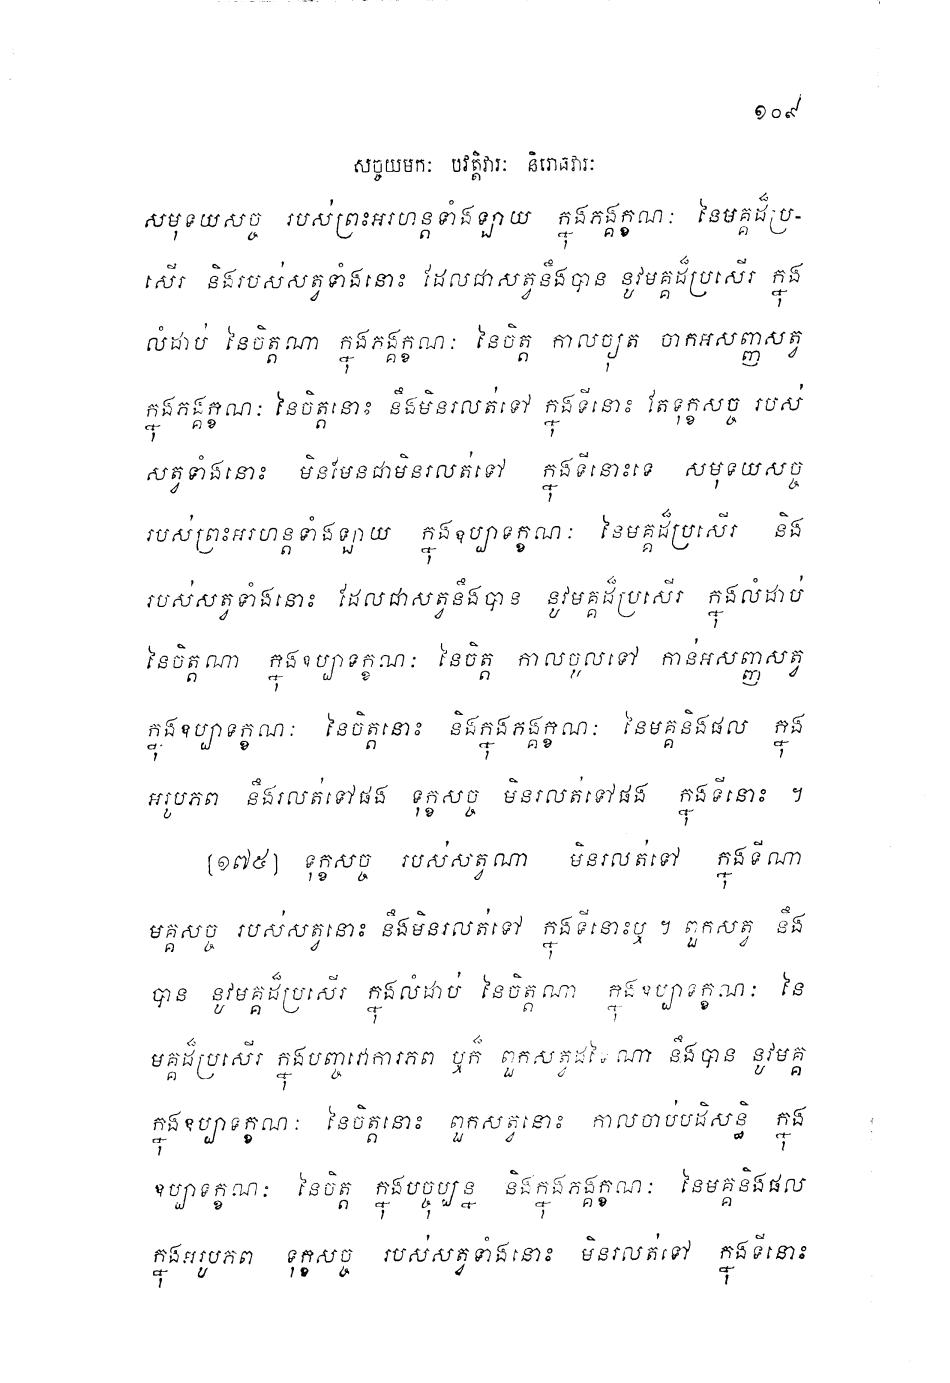 ១០៩
សច្ចយមកៈ បវត្តិវារៈ និរោធវារៈ
សមុទយសច្ច របស់ព្រះអរហន្តទាំងឡាយ ក្នុងភង្គក្ខណៈ នៃមគ្គដ៏ប្រ-
សើរ និងរបស់សត្វទាំងនោះ ដែលជាសត្វនឹងបាន នូវមគ្គដ៏ប្រសើរ ក្នុង
លំដាប់ នៃចិត្តណា ក្នុងភង្គក្ខណៈ នៃចិត្ត កាលច្យុត ចាកអសញ្ញសត្វ
ក្នុងភង្គក្ខណៈ នៃចិត្តនោះ នឹងមិនរលត់ទៅ ក្នុងទីនោះ តែទុក្ខសច្ច របស់
សត្វទាំងនោះ មិនមែនជាមិនរលត់ទៅ ក្នុងទីនោះទេ សមុទយសច្ច
របស់ព្រះអរហន្តទាំងឡាយ ក្នុងឧប្បាទក្ខណៈ នៃមគ្គដ៏ប្រសើរ និង
របស់សត្វទាំងនោះ ដែលជាសត្វនឹងបាន នូវមគ្គដ៏ប្រសើរ ក្នុងលំដាប់
នៃចិត្តណា ក្នុងឧប្បាទក្ខណៈ នៃចិត្ត កាលចូលទៅ កាន់អសញ្ញសត្វ
ក្នុងឧប្បាទក្ខណៈ នៃចិត្តនោះ និងក្នុងភង្គក្ខណៈ នៃមគ្គនិងផល ក្នុង
អរូបភព នឹងរលត់ទៅផង ទុក្ខសច្ច មិនរលត់ទៅផង ក្នុងទីនោះ ។
[១៧៥] ទុក្ខសច្ច របស់សត្វណា មិនរលត់ទៅ ក្នុងទីណា
មគ្គសច្ច របស់សត្វនោះ នឹងមិនរលត់ទៅ ក្នុងទីនោះឬ ។ ពួកសត្វ នឹង
បាន នូវមគ្គដ៏ប្រសើរ ក្នុងលំដាប់ នៃចិត្តណា ក្នុងឧប្បាទក្ខណៈ នៃ
មគ្គដ៏ប្រសើរ ក្នុងបញ្ចវោការភព ឬក៏ ពួកសត្វដទៃណា នឹងបាន នូវមគ្គ
ក្នុងឧប្បាទក្ខណៈ នៃចិត្តនោះ ពួកសត្វនោះ កាលចាប់បដិសន្ធិ ក្នុង
ឧប្បាទក្ខណៈ នៃចិត្ត ក្នុងបច្ចុប្បន្ន និងក្នុងភង្គក្ខណៈ នៃមគ្គនិងផល
ក្នុងអរូបភព ទុក្ខសច្ច របស់សត្វទាំងនោះ មិនរលត់ទៅ ក្នុងទីនោះ